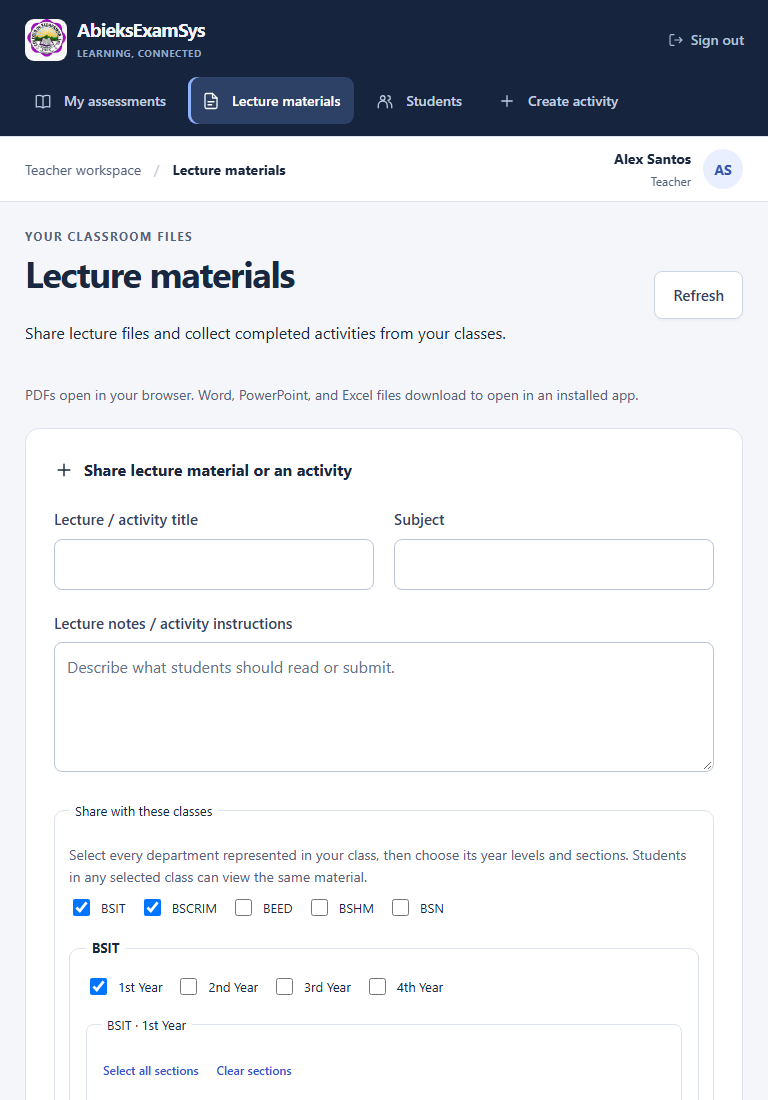 AbieksExamSys
LEARNING, CONNECTED
Sign out
My assessments
Lecture materials
Students
Create activity
Teacher workspace / Lecture materials
Alex Santos
Teacher
AS
YOUR CLASSROOM FILES
Lecture materials
Refresh
Share lecture files and collect completed activities from your classes.
PDFs open in your browser. Word, PowerPoint, and Excel files download to open in an installed app.
Share lecture material or an activity
Lecture / activity title
Subject
Lecture notes / activity instructions
Describe what students should read or submit.
Share with these classes
Select every department represented in your class, then choose its year levels and sections. Students
in any selected class can view the same material.
BSIT
BSCRIM
BEED
BSHM
BSN
BSIT
1st Year
2nd Year
3rd Year
4th Year
BSIT · 1st Year
Select all sections
Clear sections